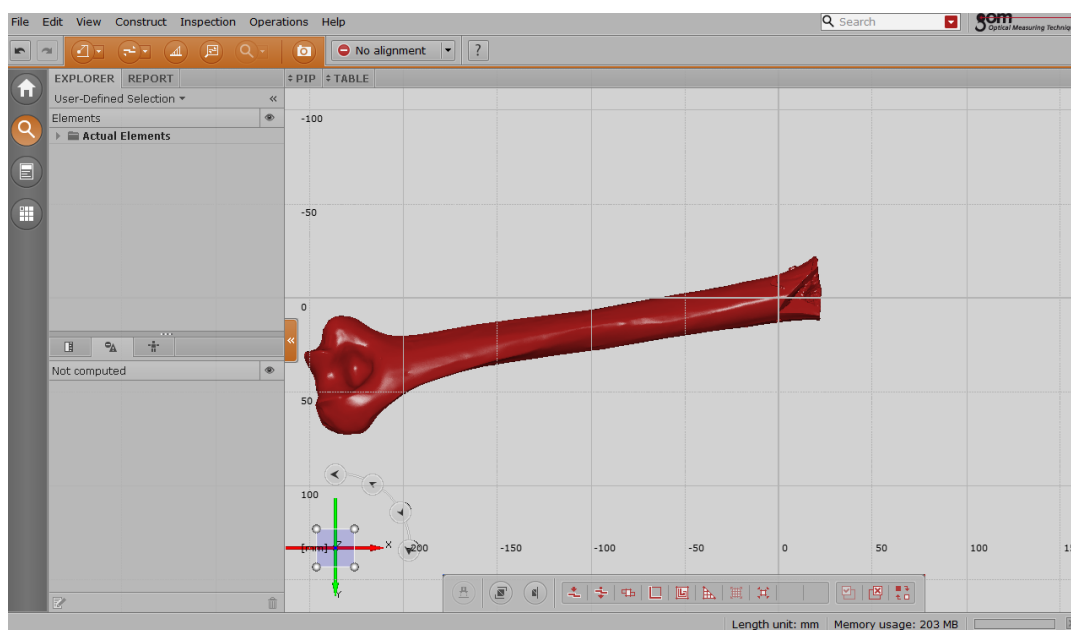 File Edit View Construct Inspection Operations Help
Search
gom
Optical Measuring Techniq
No alignment
?
EXPLORER REPORT
PIP TABLE
User-Defined Selection
Elements
Actual Elements
Not computed
-100
-50
0
50
100
[mm] Z X -200 -150 -100 -50 0 50 100 1
Y
Length unit: mm Memory usage: 203 MB